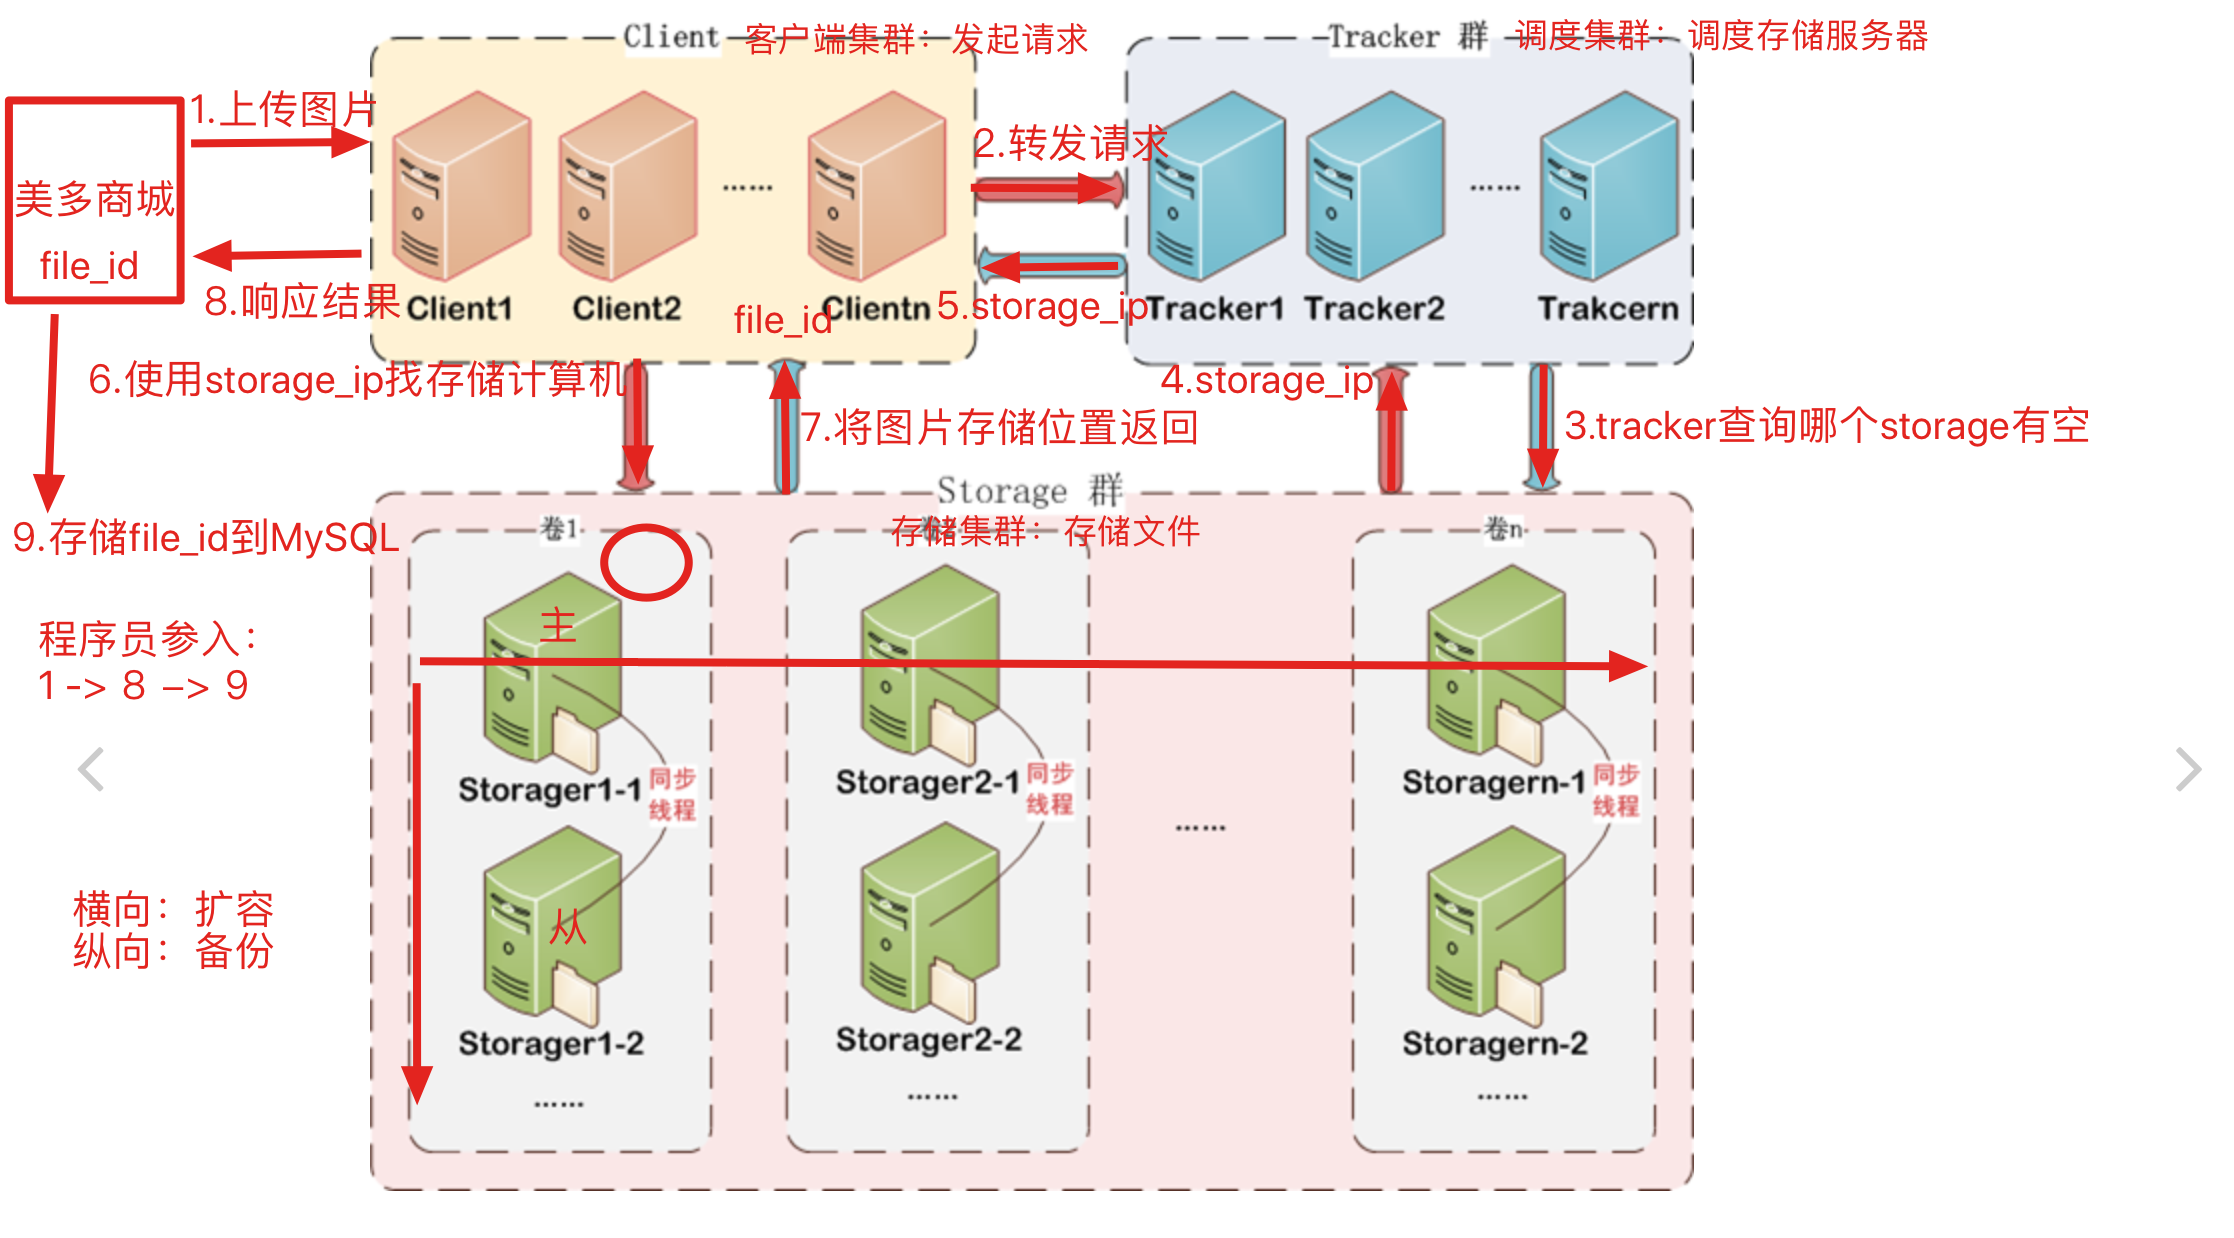 Client 客户端集群：发起请求
Tracker 群 调度集群：调度存储服务器
1.上传图片
2.转发请求
美多商城
file_id
……
……
8.响应结果
Client1
Client2
file_id
Clientn
5.storage_ip
Tracker1
Tracker2
Trakcern
6.使用storage_ip找存储计算机
4.storage_ip
7.将图片存储位置返回
3.tracker查询哪个storage有空
Storage 群
9.存储file_id到MySQL
卷1
存储集群：存储文件
卷n
主
程序员参入：
1 -> 8 –> 9
Storager1-1
同步
线程
Storager2-1
同步
线程
Storagern-1
同步
线程
……
横向：扩容
纵向：备份
从
Storager1-2
Storager2-2
Storagern-2
……
……
……